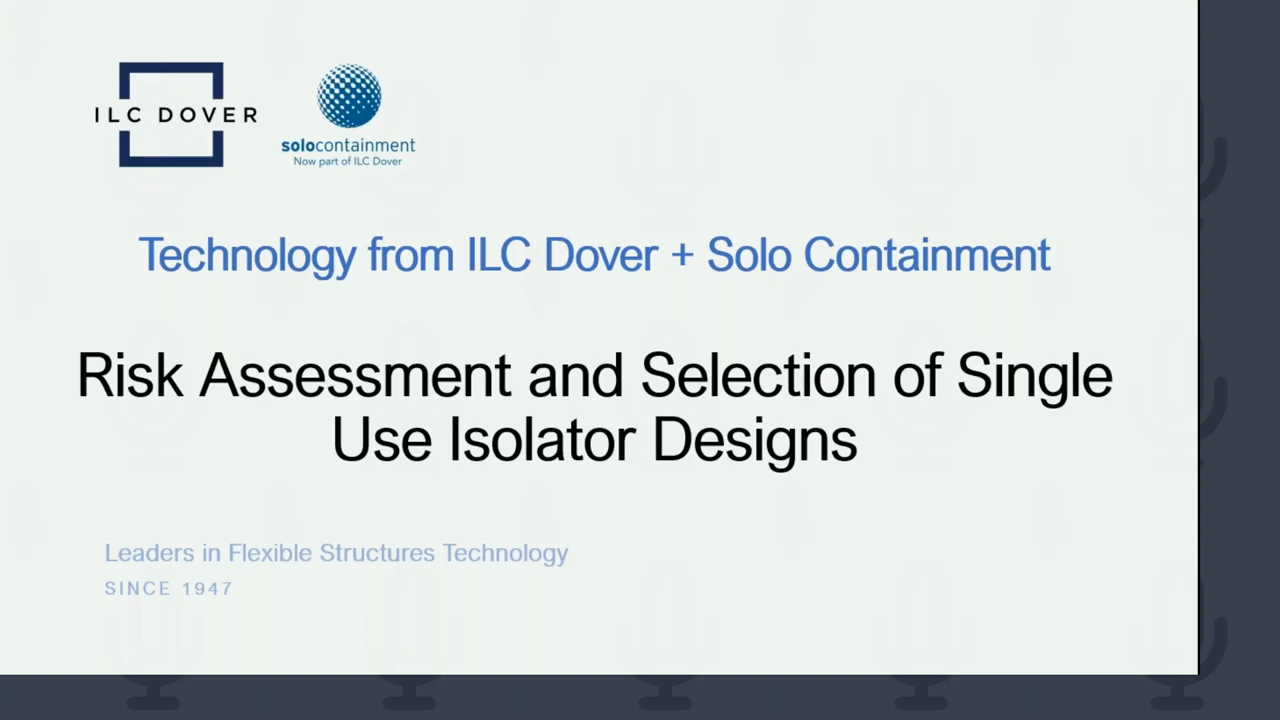 ILC DOVER
solocontainment
Now part of ILC Dover
Technology from ILC Dover + Solo Containment
Risk Assessment and Selection of Single
Use Isolator Designs
Leaders in Flexible Structures Technology
SINCE 1947